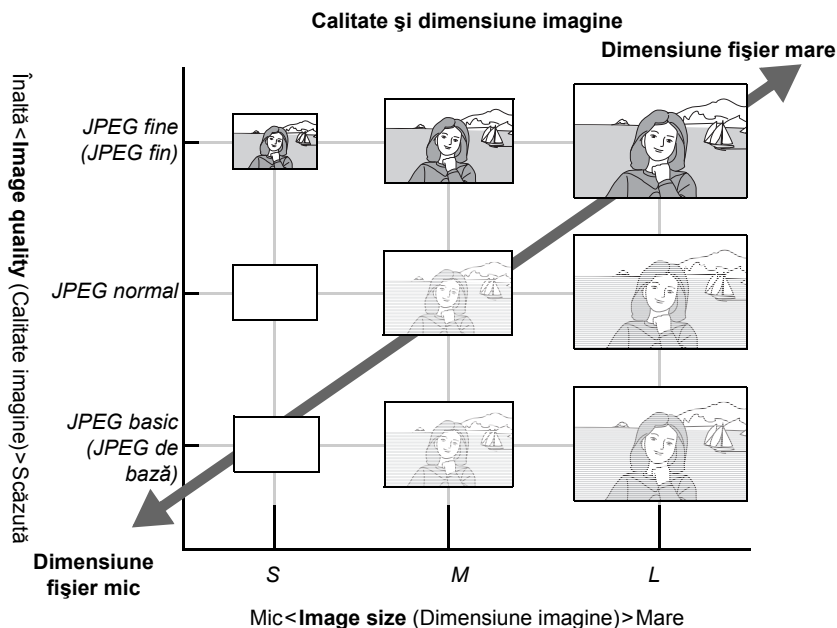 Calitate şi dimensiune imagine
Dimensiune fişier mare
Înaltă<Image quality (Calitate imagine)>Scăzută
JPEG fine
(JPEG fin)
JPEG normal
JPEG basic
(JPEG de
bază)
Dimensiune
fişier mic
S
M
L
Mic<Image size (Dimensiune imagine)>Mare